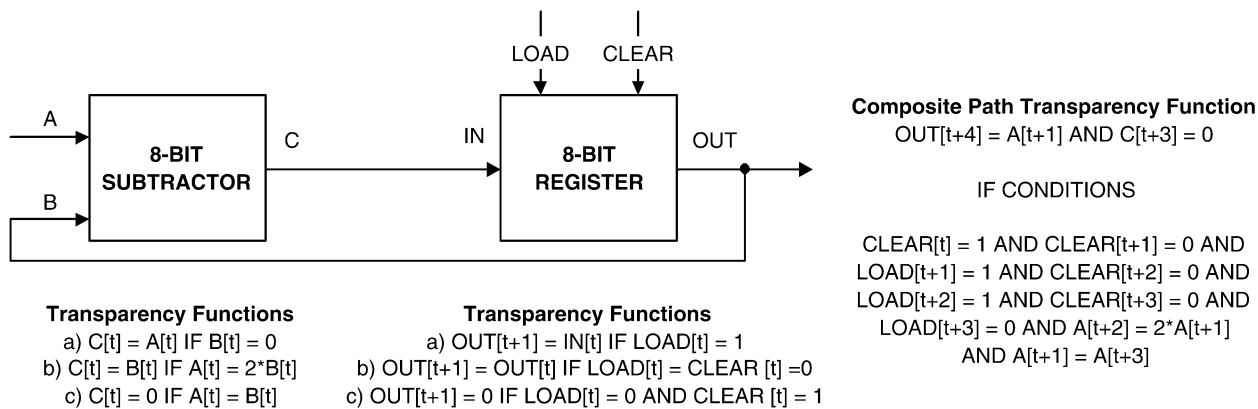 LOAD CLEAR
A
8-BIT
SUBTRACTOR
B
C
IN
8-BIT
REGISTER
OUT
Composite Path Transparency Function
OUT[t+4] = A[t+1] AND C[t+3] = 0
IF CONDITIONS
CLEAR[t] = 1 AND CLEAR[t+1] = 0 AND
LOAD[t+1] = 1 AND CLEAR[t+2] = 0 AND
LOAD[t+2] = 1 AND CLEAR[t+3] = 0 AND
LOAD[t+3] = 0 AND A[t+2] = 2*A[t+1]
AND A[t+1] = A[t+3]
Transparency Functions
a) C[t] = A[t] IF B[t] = 0
b) C[t] = B[t] IF A[t] = 2*B[t]
c) C[t] = 0 IF A[t] = B[t]
Transparency Functions
a) OUT[t+1] = IN[t] IF LOAD[t] = 1
b) OUT[t+1] = OUT[t] IF LOAD[t] = CLEAR [t] =0
c) OUT[t+1] = 0 IF LOAD[t] = 0 AND CLEAR [t] = 1